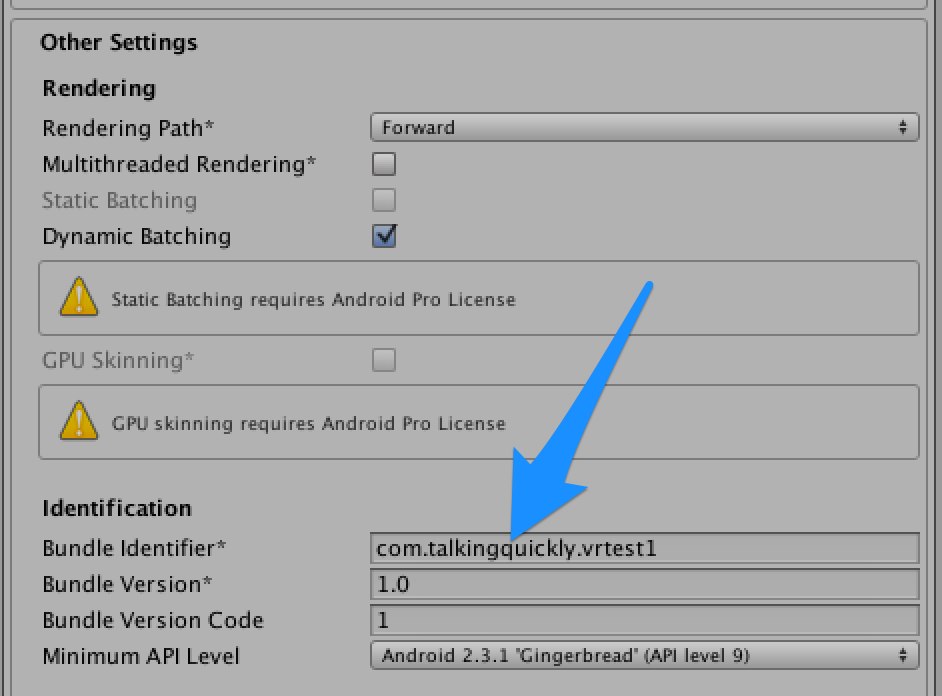 Other Settings
Rendering
Rendering Path* Forward
Multithreaded Rendering*
Static Batching
Dynamic Batching
Static Batching requires Android Pro License
GPU Skinning*
GPU skinning requires Android Pro License
Identification
Bundle Identifier* com.talkingquickly.vrtest1
Bundle Version* 1.0
Bundle Version Code 1
Minimum API Level Android 2.3.1 'Gingerbread' (API level 9)